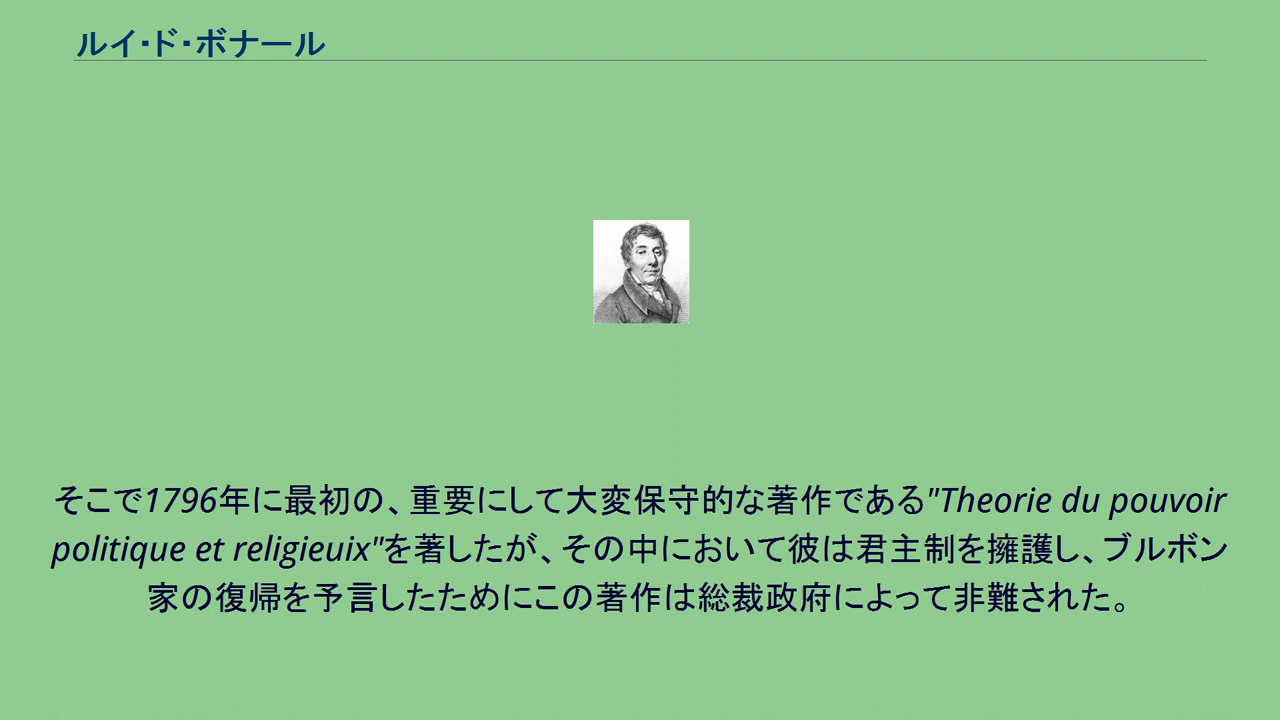 ルイ・ド・ボナール
そこで1796年に最初の、重要にして大変保守的な著作である"Theorie du pouvoir
politique et religieuix"を著したが、その中において彼は君主制を擁護し、ブルボン
家の復帰を予言したためにこの著作は総裁政府によって非難された。